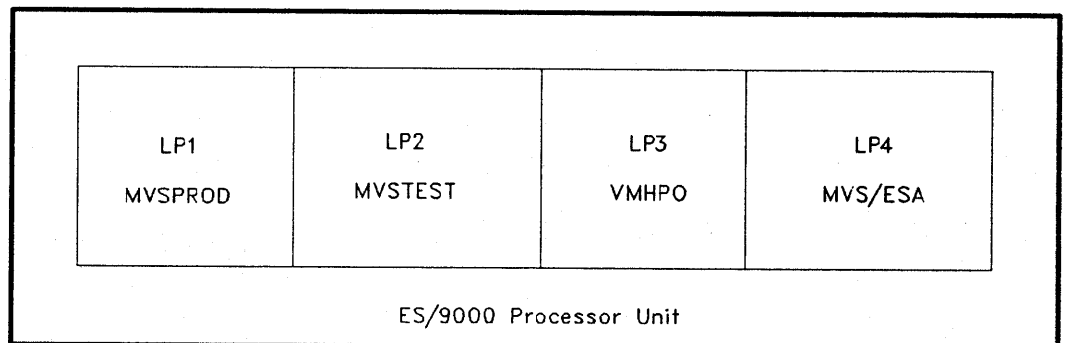 LP1 LP2 LP3 LP4
MVSPROD MVSTEST VMHPO MVS/ESA
ES/9000 Processor Unit